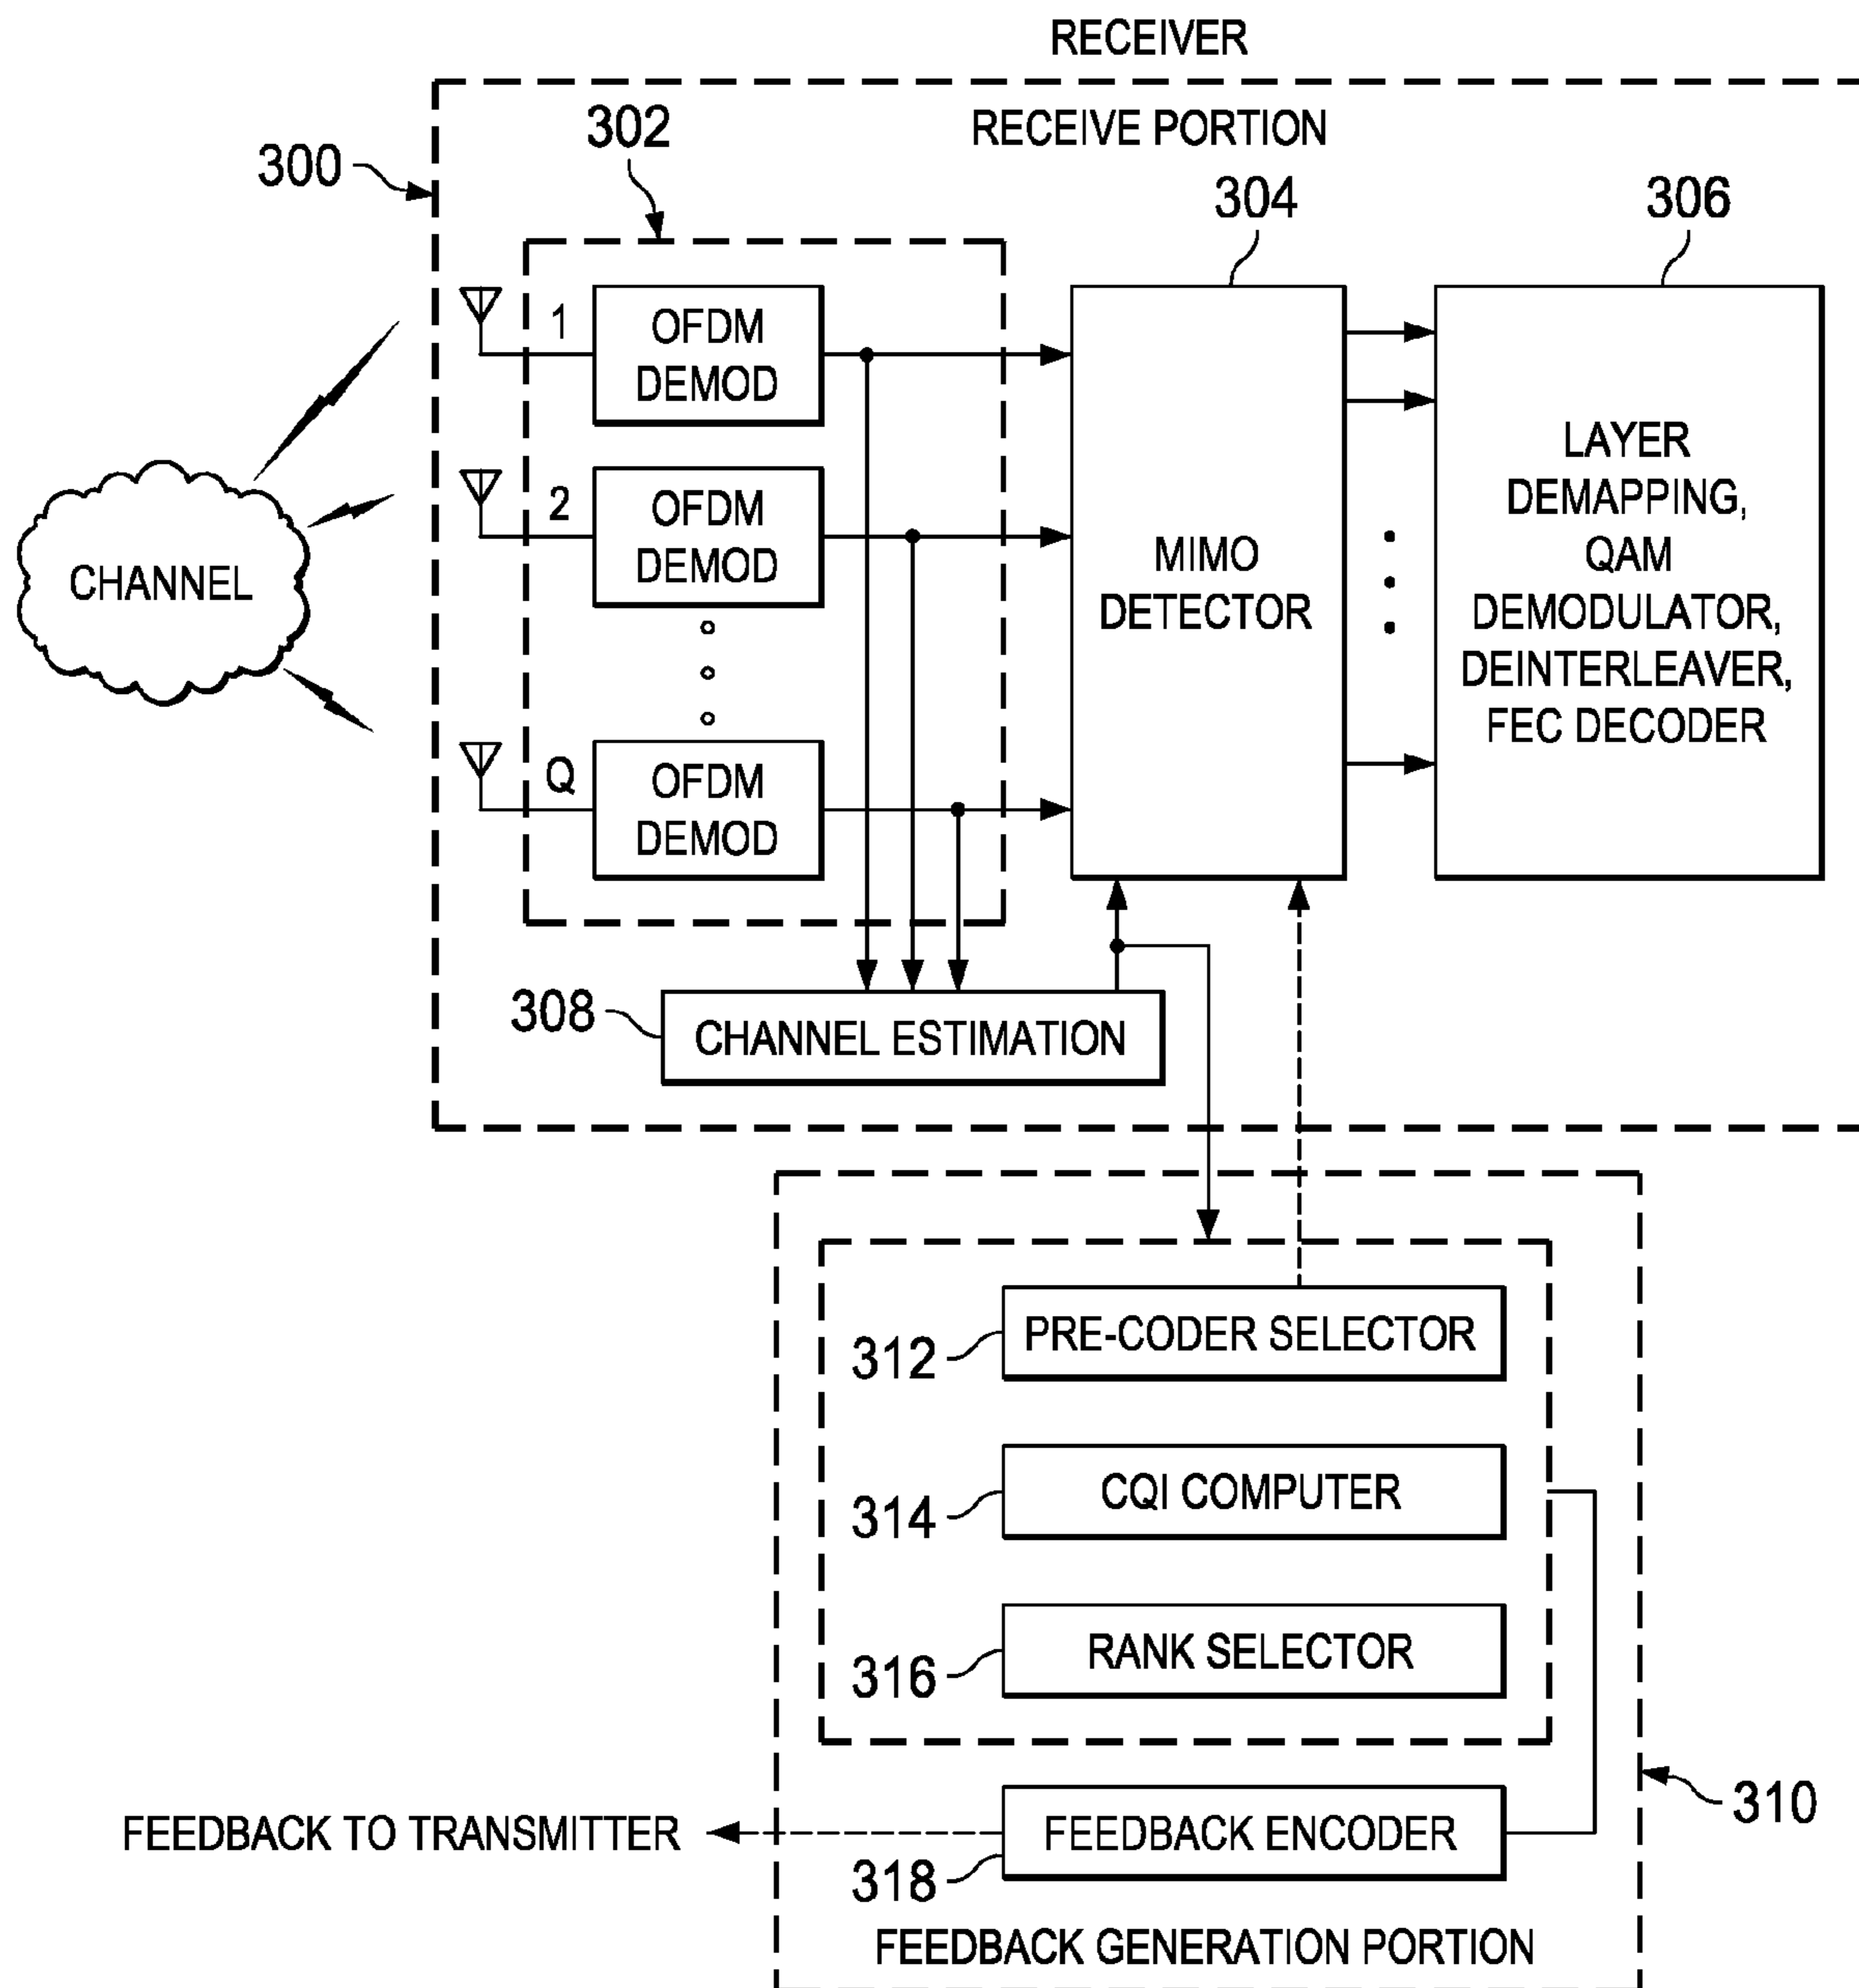 RECEIVER
RECEIVE PORTION
300
302
304
306
1
OFDM
DEMOD
2
OFDM
DEMOD
Q
OFDM
DEMOD
CHANNEL
MIMO
DETECTOR
LAYER
DEMAPPING,
QAM
DEMODULATOR,
DEINTERLEAVER,
FEC DECODER
308
CHANNEL ESTIMATION
312
PRE-CODER SELECTOR
314
CQI COMPUTER
316
RANK SELECTOR
310
FEEDBACK TO TRANSMITTER
FEEDBACK ENCODER
318
FEEDBACK GENERATION PORTION